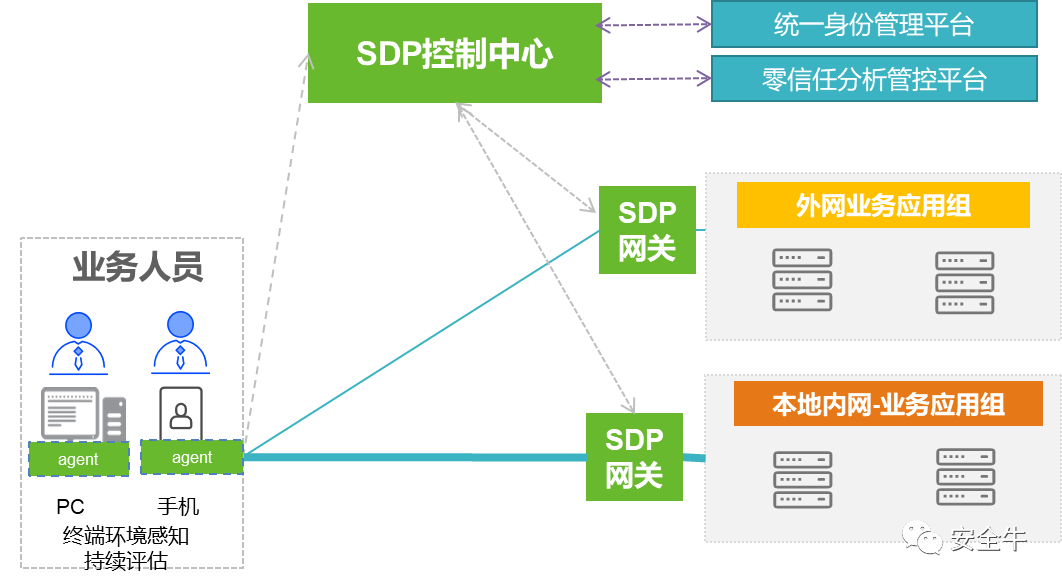 SDP控制中心
统一身份管理平台
零信任分析管控平台
SDP
网关
外网业务应用组
业务人员
本地内网-业务应用组
SDP
网关
agent
agent
PC
手机
终端环境感知
持续评估
安全牛